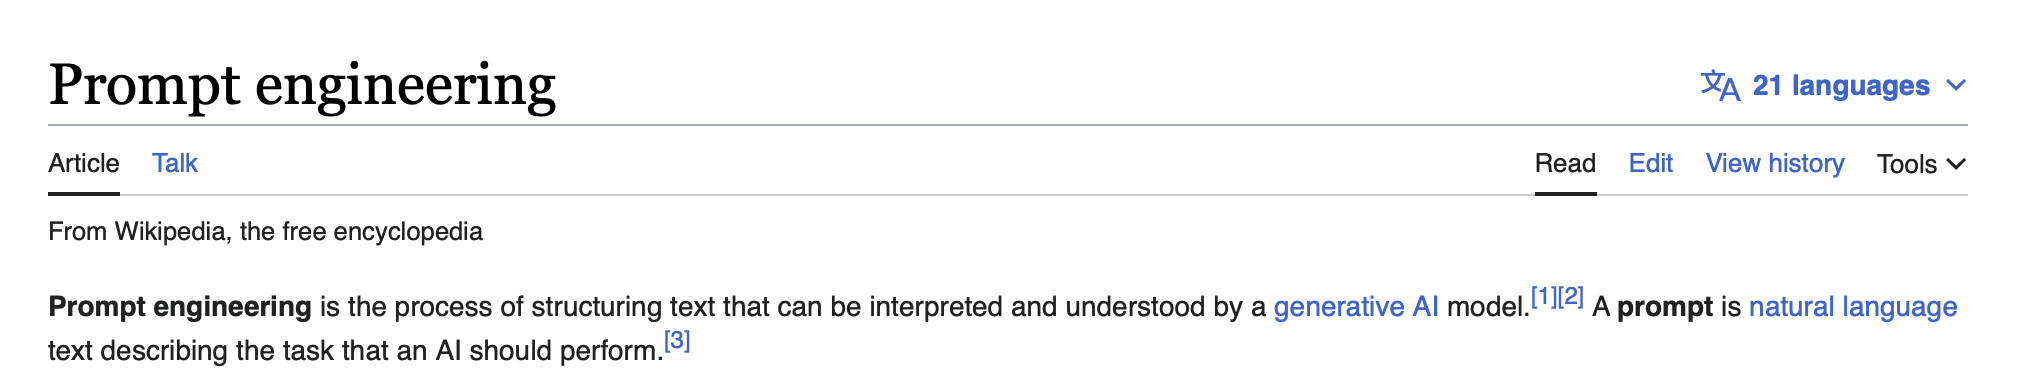 Prompt engineering
文A 21 languages
Article Talk Read Edit View history Tools
From Wikipedia, the free encyclopedia
Prompt engineering is the process of structuring text that can be interpreted and understood by a generative AI model.[1][2] A prompt is natural language
text describing the task that an AI should perform.[3]